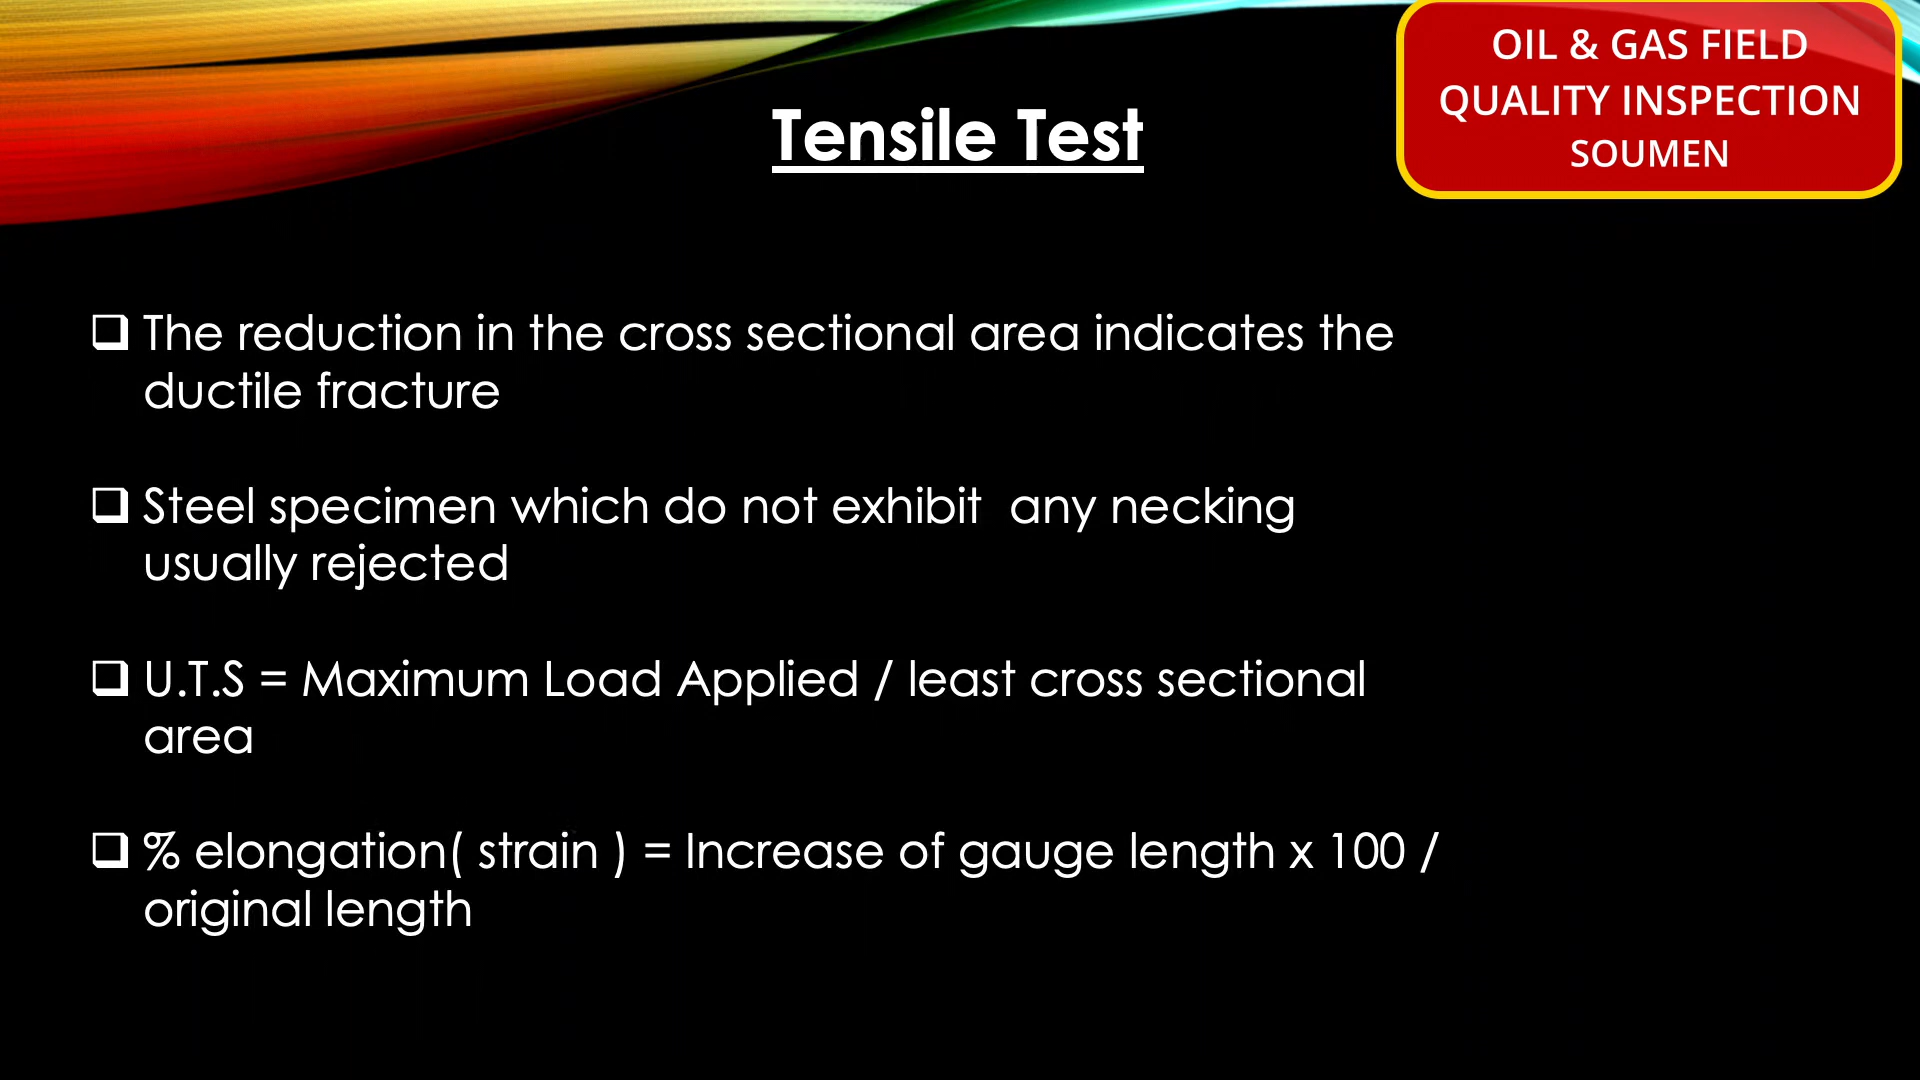 OIL & GAS FIELD
QUALITY INSPECTION
SOUMEN
Tensile Test
The reduction in the cross sectional area indicates the
ductile fracture
Steel specimen which do not exhibit  any necking
usually rejected
U.T.S = Maximum Load Applied / least cross sectional
area
% elongation( strain ) = Increase of gauge length x 100 /
original length